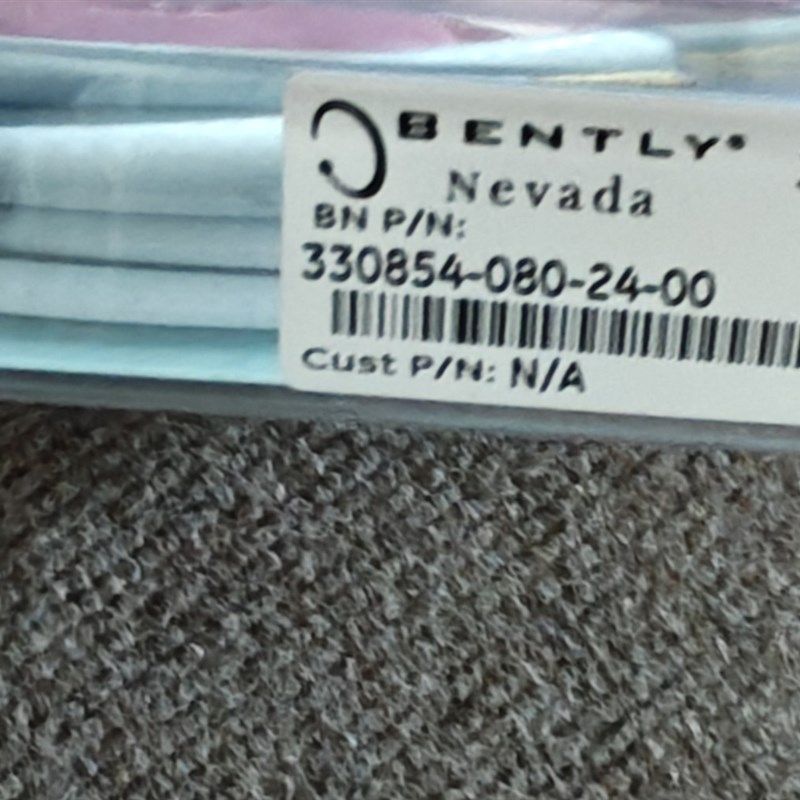 BENTLY®
Nevada
BN P/N:
330854-080-24-00
Cust P/N: N/A